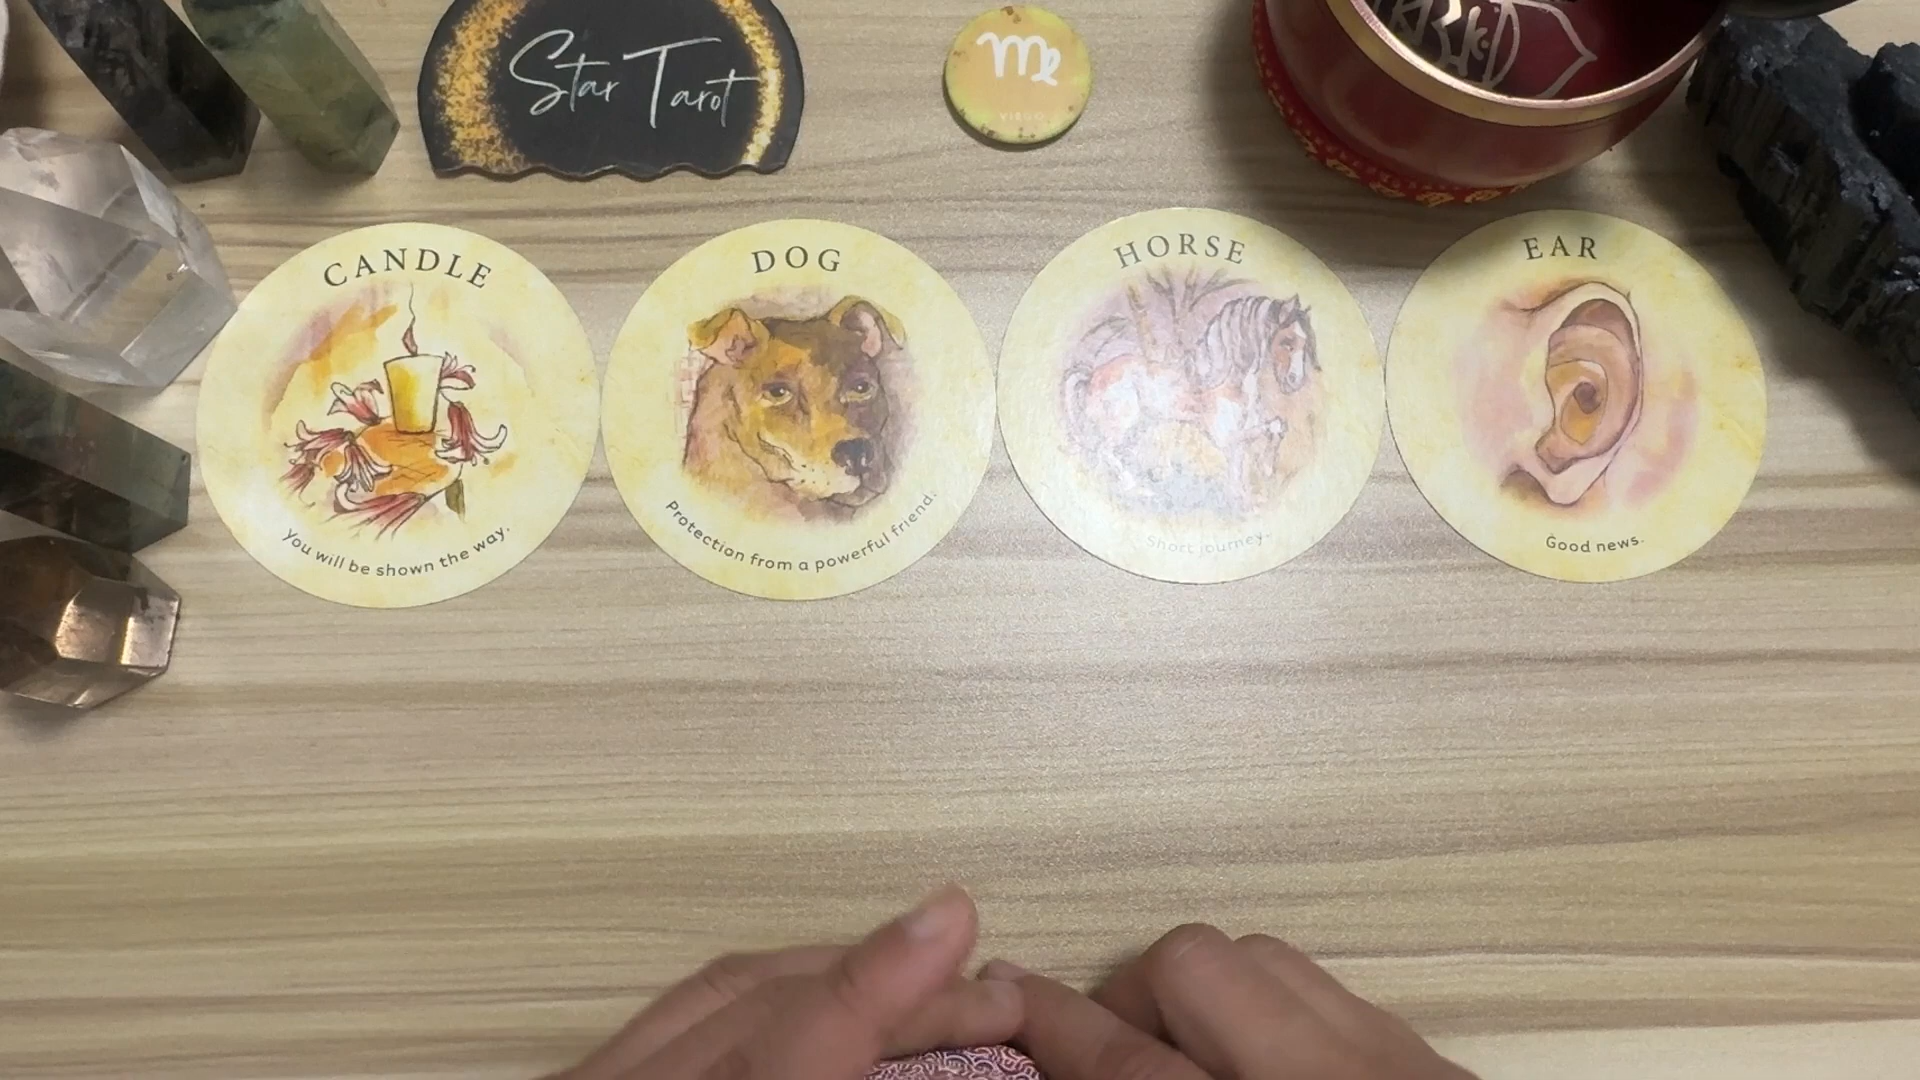 Star Tarot
VIRGO
CANDLE
You will be shown the way.
DOG
Protection from a powerful friend.
HORSE
Short journey.
EAR
Good news.